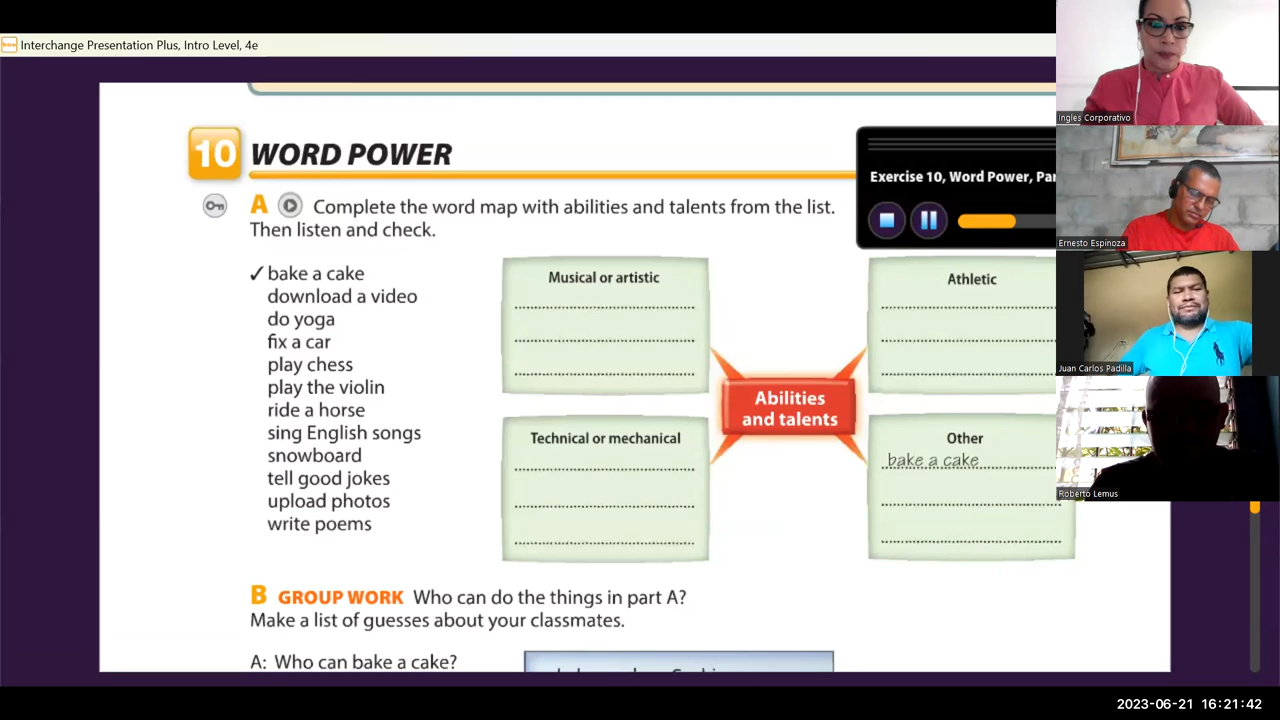 Interchange Presentation Plus, Intro Level, 4e
10 WORD POWER
Exercise 10, Word Power, Par
A Complete the word map with abilities and talents from the list.
Then listen and check.
✓ bake a cake
download a video
do yoga
fix a car
play chess
play the violin
ride a horse
sing English songs
snowboard
tell good jokes
upload photos
write poems
Musical or artistic
Athletic
Abilities
and talents
Technical or mechanical
Other
bake a cake
B GROUP WORK Who can do the things in part A?
Make a list of guesses about your classmates.
A: Who can bake a cake?
Ingles Corporativo
Ernesto Espinoza
Juan Carlos Padilla
Roberto Lemus
2023-06-21 16:21:42